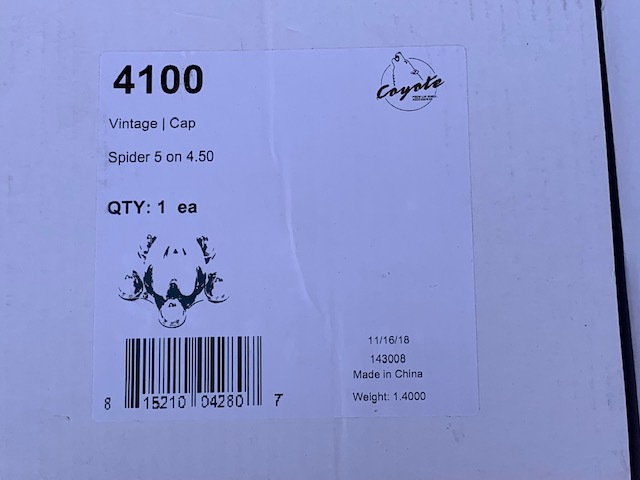 4100
Coyote
Vintage | Cap
Spider 5 on 4.50
QTY: 1 ea
11/16/18
143008
Made in China
Weight: 1.4000
8 15210 04280 7